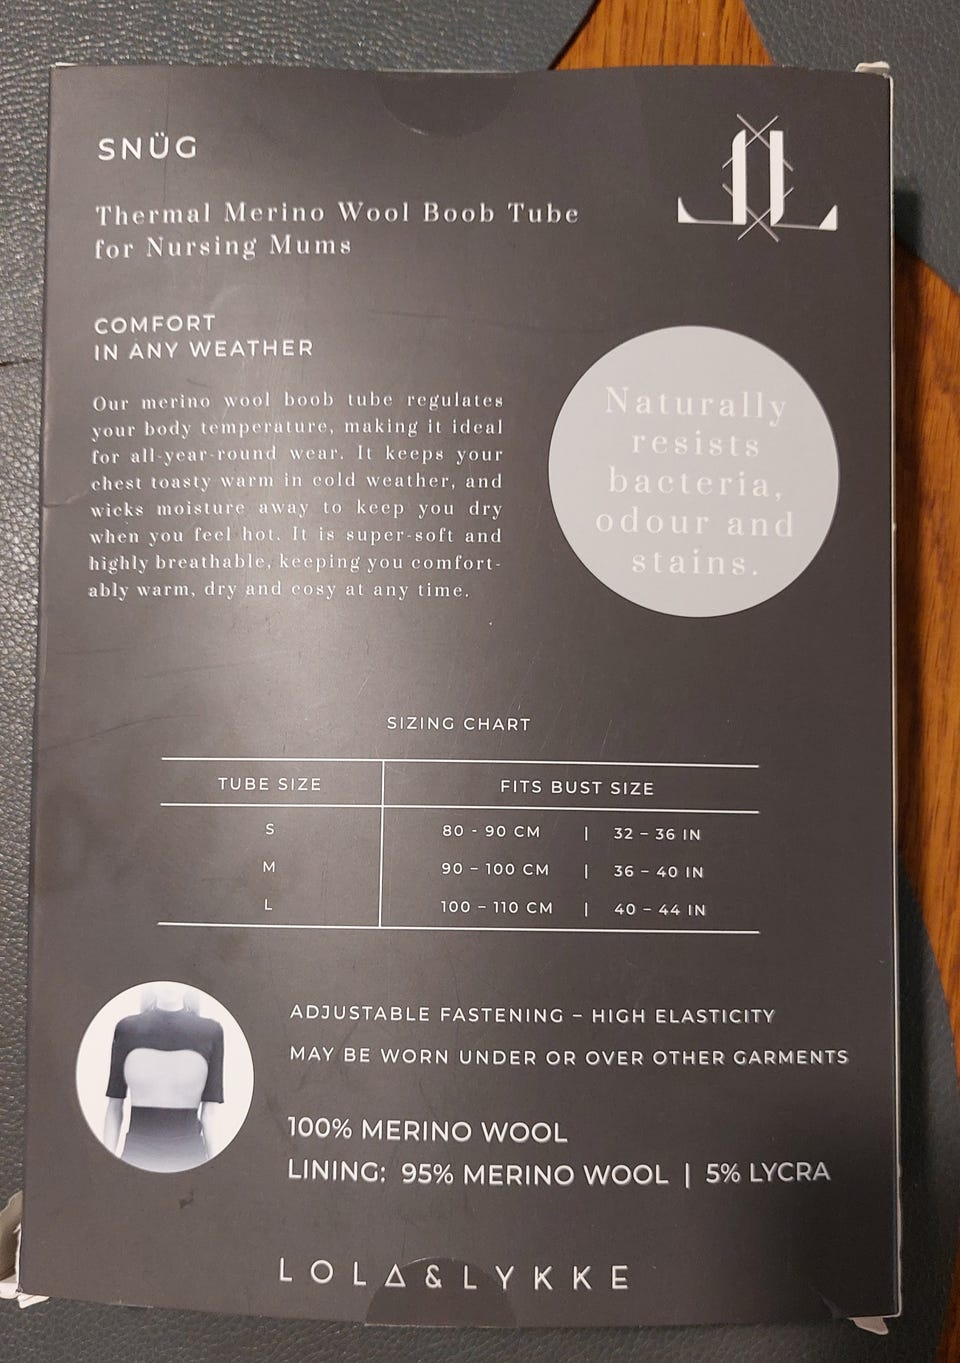 SNÜG
Thermal Merino Wool Boob Tube
for Nursing Mums
COMFORT
IN ANY WEATHER
Our merino wool boob tube regulates
your body temperature, making it ideal
for all-year-round wear. It keeps your
chest toasty warm in cold weather, and
wicks moisture away to keep you dry
when you feel hot. It is super-soft and
highly breathable, keeping you comfort-
ably warm, dry and cosy at any time.
Naturally
resists
bacteria,
odour and
stains.
SIZING CHART
TUBE SIZE FITS BUST SIZE
S 80 - 90 CM | 32 – 36 IN
M 90 – 100 CM | 36 – 40 IN
L 100 – 110 CM | 40 – 44 IN
ADJUSTABLE FASTENING – HIGH ELASTICITY
MAY BE WORN UNDER OR OVER OTHER GARMENTS
100% MERINO WOOL
LINING: 95% MERINO WOOL | 5% LYCRA
LOLA&LYKKE